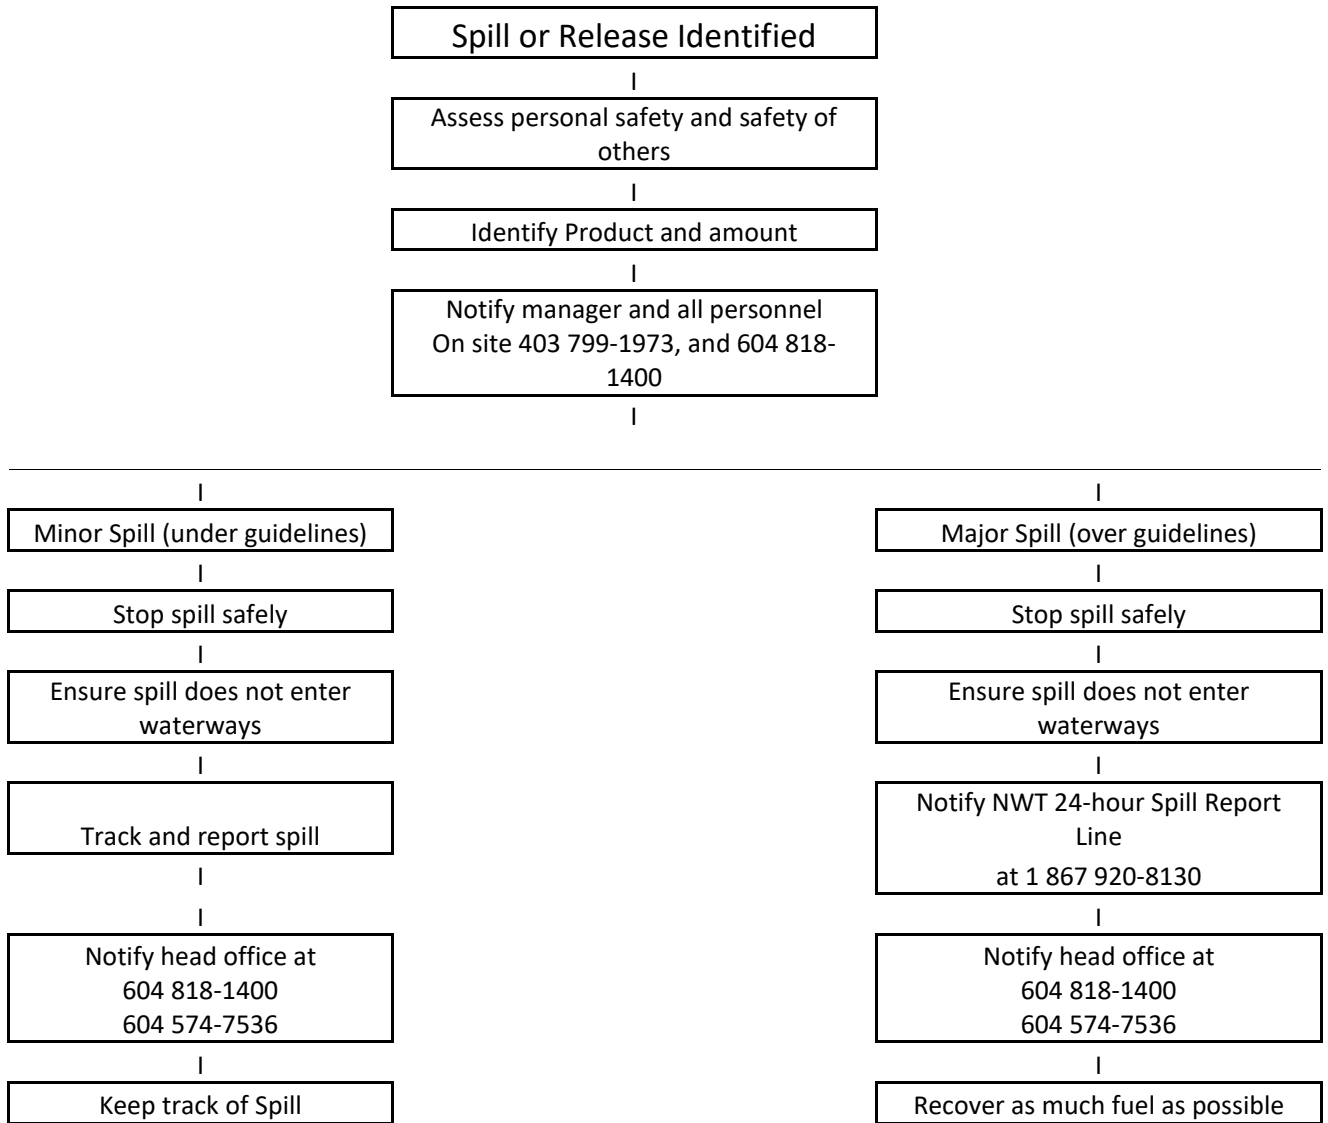 Spill or Release Identified
I
Assess personal safety and safety of
others
I
Identify Product and amount
I
Notify manager and all personnel
On site 403 799-1973, and 604 818-
1400
I
I
Minor Spill (under guidelines)
I
Stop spill safely
I
Ensure spill does not enter
waterways
I
Track and report spill
I
I
Notify head office at
604 818-1400
604 574-7536
I
Keep track of Spill
I
Major Spill (over guidelines)
I
Stop spill safely
I
Ensure spill does not enter
waterways
I
Notify NWT 24-hour Spill Report
Line
at 1 867 920-8130
I
Notify head office at
604 818-1400
604 574-7536
I
Recover as much fuel as possible